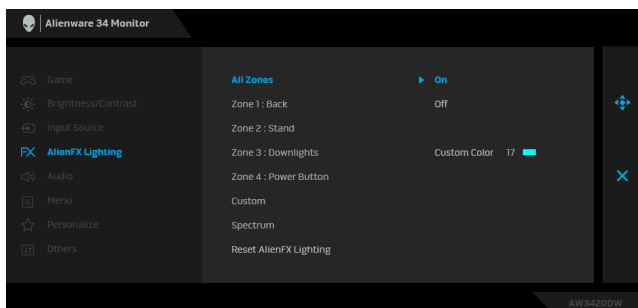 Alienware 34 Monitor
Game
All Zones On
Brightness/Contrast Zone 1 : Back Off
Input Source Zone 2 : Stand
FX AlienFX Lighting Zone 3 : Downlights Custom Color 17
Audio Zone 4 : Power Button
Menu Custom
Personalize Spectrum
Others Reset AlienFX Lighting
AW3420DW